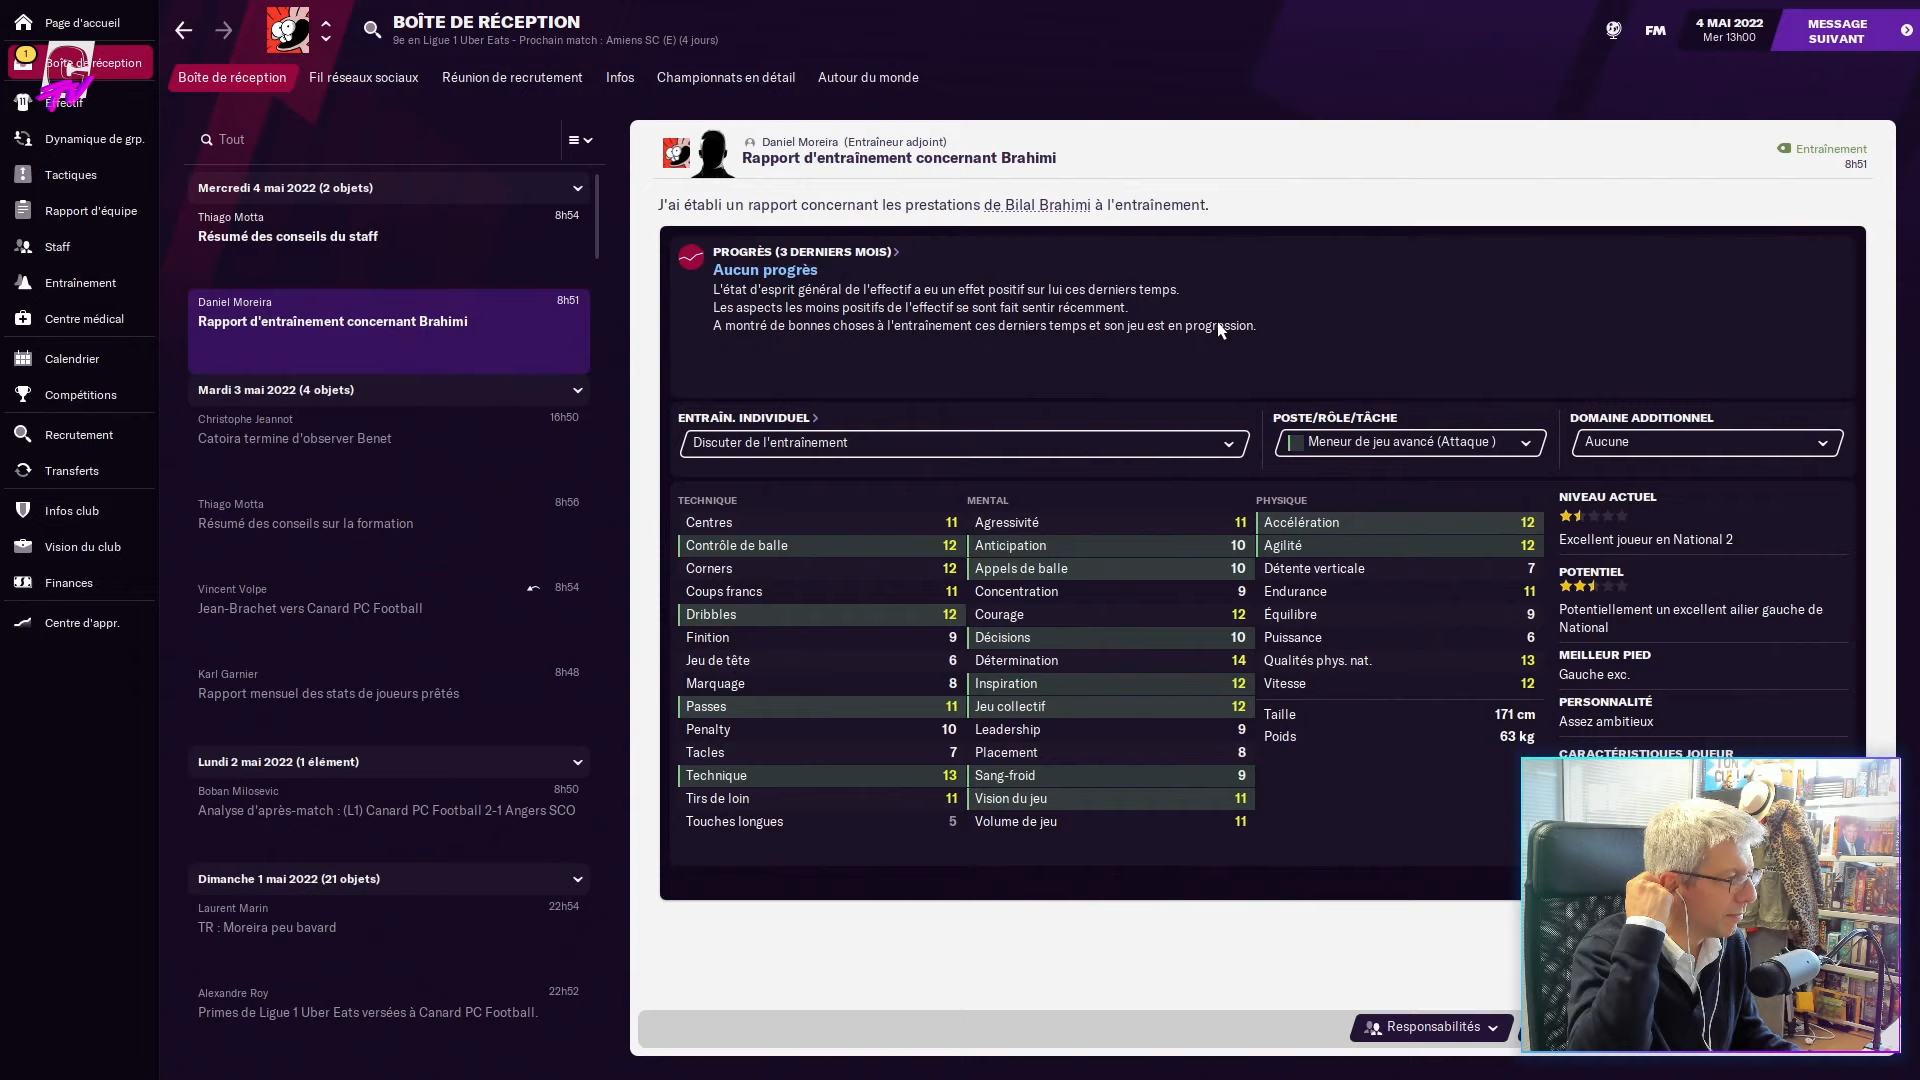 Page d'accueil
1
Boîte de réception
Effectif
Dynamique de grp.
Tactiques
Rapport d'équipe
Staff
Entraînement
Centre médical
Calendrier
Compétitions
Recrutement
Transferts
Infos club
Vision du club
Finances
Centre d'appr.
TV
BOÎTE DE RÉCEPTION
9e en Ligue 1 Uber Eats - Prochain match : Amiens SC (E) (4 jours)
FM
4 MAI 2022
Mer 13h00
MESSAGE
SUIVANT
Boîte de réception
Fil réseaux sociaux
Réunion de recrutement
Infos
Championnats en détail
Autour du monde
Tout
Mercredi 4 mai 2022 (2 objets)
Thiago Motta 8h54
Résumé des conseils du staff
Daniel Moreira 8h51
Rapport d'entraînement concernant Brahimi
Mardi 3 mai 2022 (4 objets)
Christophe Jeannot 16h50
Catoira termine d'observer Benet
Thiago Motta 8h56
Résumé des conseils sur la formation
Vincent Volpe 8h54
Jean-Brachet vers Canard PC Football
Karl Garnier 8h48
Rapport mensuel des stats de joueurs prêtés
Lundi 2 mai 2022 (1 élément)
Boban Milosevic 8h50
Analyse d'après-match : (L1) Canard PC Football 2-1 Angers SCO
Dimanche 1 mai 2022 (21 objets)
Laurent Marin 22h54
TR : Moreira peu bavard
Alexandre Roy 22h52
Primes de Ligue 1 Uber Eats versées à Canard PC Football.
Daniel Moreira (Entraîneur adjoint)
Rapport d'entraînement concernant Brahimi
Entraînement
8h51
J'ai établi un rapport concernant les prestations de Bilal Brahimi à l'entraînement.
PROGRÈS (3 DERNIERS MOIS)
Aucun progrès
L'état d'esprit général de l'effectif a eu un effet positif sur lui ces derniers temps.
Les aspects les moins positifs de l'effectif se sont fait sentir récemment.
A montré de bonnes choses à l'entraînement ces derniers temps et son jeu est en progression.
ENTRAÎN. INDIVIDUEL
Discuter de l'entraînement
POSTE/RÔLE/TÂCHE
Meneur de jeu avancé (Attaque )
DOMAINE ADDITIONNEL
Aucune
TECHNIQUE
Centres 11
Contrôle de balle 12
Corners 12
Coups francs 11
Dribbles 12
Finition 9
Jeu de tête 6
Marquage 8
Passes 11
Penalty 10
Tacles 7
Technique 13
Tirs de loin 11
Touches longues 5
MENTAL
Agressivité 11
Anticipation 10
Appels de balle 10
Concentration 9
Courage 12
Décisions 10
Détermination 14
Inspiration 12
Jeu collectif 12
Leadership 9
Placement 8
Sang-froid 9
Vision du jeu 11
Volume de jeu 11
PHYSIQUE
Accélération 12
Agilité 12
Détente verticale 7
Endurance 11
Équilibre 9
Puissance 6
Qualités phys. nat. 13
Vitesse 12
Taille 171 cm
Poids 63 kg
NIVEAU ACTUEL
Excellent joueur en National 2
POTENTIEL
Potentiellement un excellent ailier gauche de
National
MEILLEUR PIED
Gauche exc.
PERSONNALITÉ
Assez ambitieux
CARACTÉRISTIQUES JOUEUR
Responsabilités